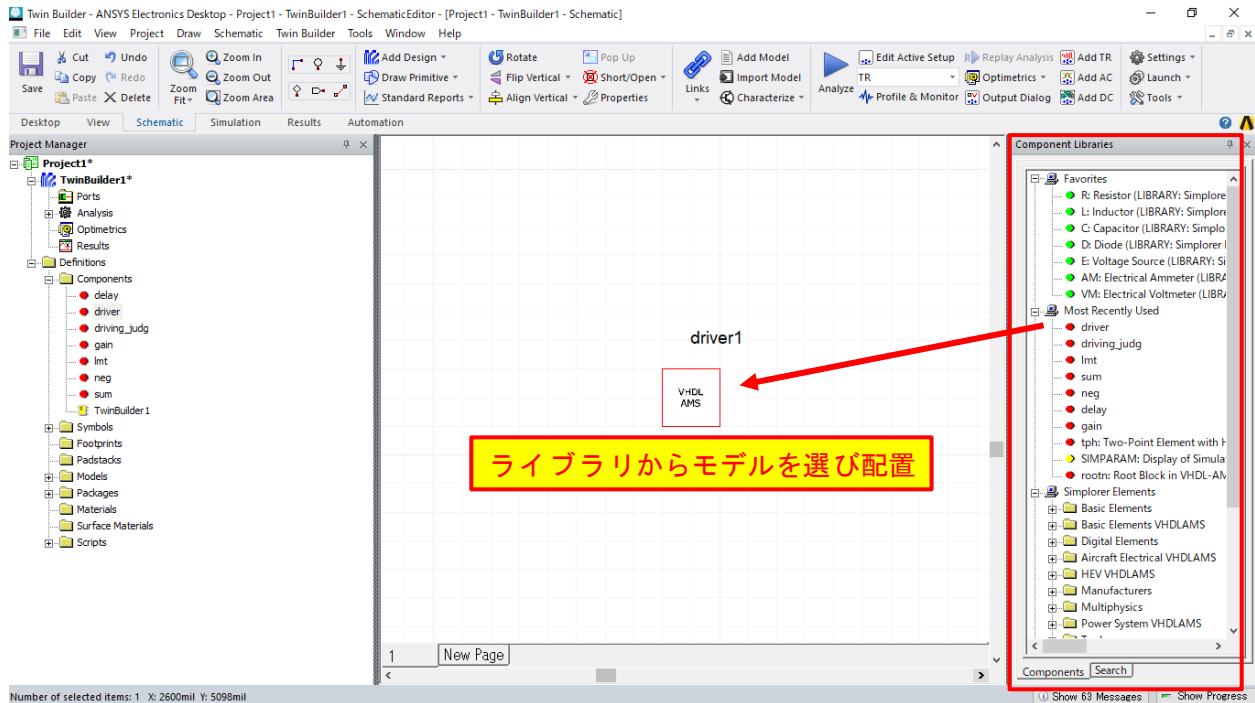 Twin Builder - ANSYS Electronics Desktop - Project1 - TwinBuilder1 - SchematicEditor - [Project1 - TwinBuilder1 - Schematic]
File Edit View Project Draw Schematic Twin Builder Tools Window Help
Save
Cut
Copy
Paste
Undo
Redo
Delete
Zoom Fit
Zoom In
Zoom Out
Zoom Area
Add Design
Draw Primitive
Standard Reports
Rotate
Flip Vertical
Align Vertical
Pop Up
Short/Open
Properties
Links
Add Model
Import Model
Characterize
Analyze
Edit Active Setup
TR
Profile & Monitor
Replay Analysis
Optimetrics
Output Dialog
Add TR
Add AC
Add DC
Settings
Launch
Tools
Desktop View Schematic Simulation Results Automation
Project Manager
Project1*
TwinBuilder1*
Ports
Analysis
Optimetrics
Results
Definitions
Components
delay
driver
driving_judg
gain
lmt
neg
sum
TwinBuilder1
Symbols
Footprints
Padstacks
Models
Packages
Materials
Surface Materials
Scripts
driver1
VHDL
AMS
ライブラリからモデルを選び配置
1 New Page
Component Libraries
Favorites
R: Resistor (LIBRARY: Simplore
L: Inductor (LIBRARY: Simplore
C: Capacitor (LIBRARY: Simplo
D: Diode (LIBRARY: Simplorer
E: Voltage Source (LIBRARY: Si
AM: Electrical Ammeter (LIBRA
VM: Electrical Voltmeter (LIBRA
Most Recently Used
driver
driving_judg
lmt
sum
neg
delay
gain
tph: Two-Point Element with H
SIMPARAM: Display of Simula
rootn: Root Block in VHDL-AM
Simplorer Elements
Basic Elements
Basic Elements VHDLAMS
Digital Elements
Aircraft Electrical VHDLAMS
HEV VHDLAMS
Manufacturers
Multiphysics
Power System VHDLAMS
Components Search
Number of selected items: 1 X: 2600mil Y: 5098mil
Show 63 Messages Show Progress